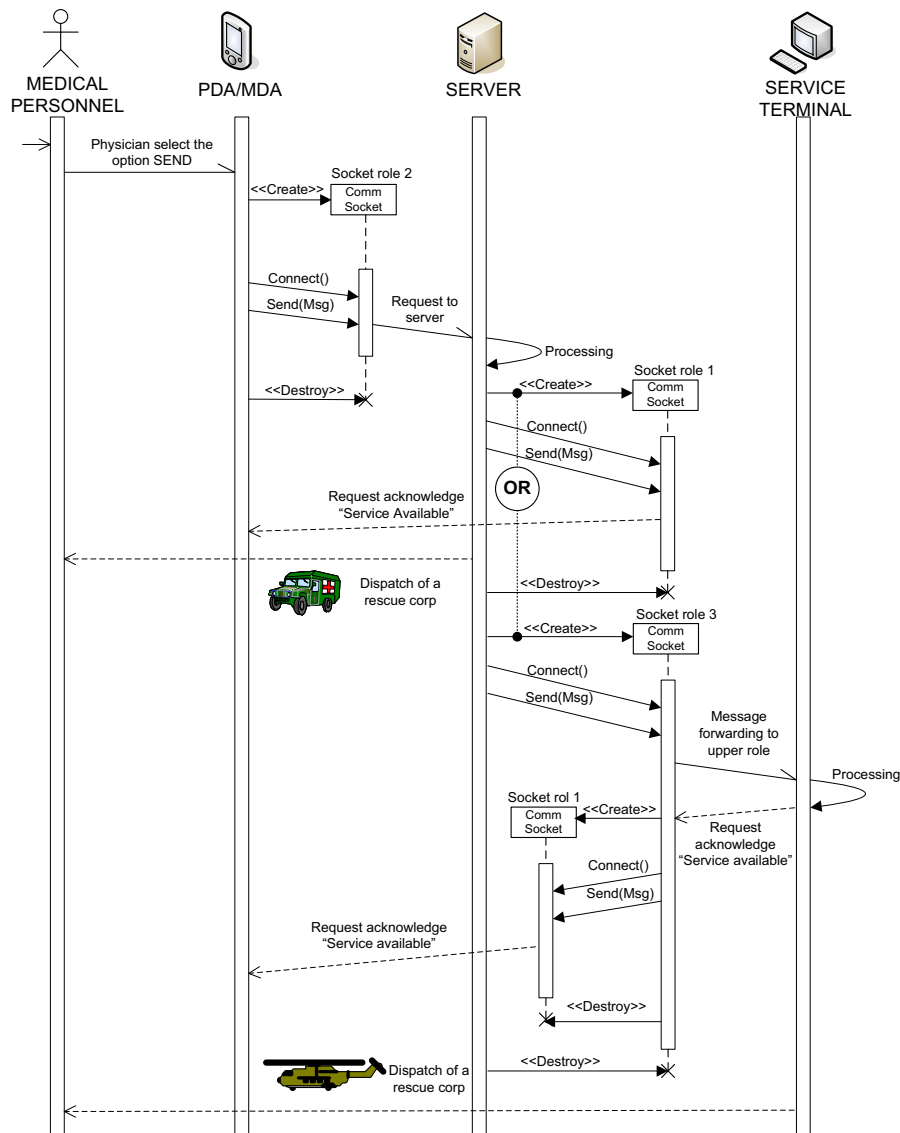 MEDICAL
PERSONNEL
PDA/MDA
SERVER
SERVICE
TERMINAL
Physician select the
option SEND
Socket role 2
<<Create>>
Comm
Socket
Connect()
Send(Msg)
Request to
server
Processing
<<Destroy>>
Socket role 1
<<Create>>
Comm
Socket
Connect()
Send(Msg)
OR
Request acknowledge
“Service Available”
Dispatch of a
rescue corp
<<Destroy>>
Socket role 3
<<Create>>
Comm
Socket
Connect()
Send(Msg)
Message
forwarding to
upper role
Processing
Socket rol 1
<<Create>>
Comm
Socket
Request
acknowledge
“Service available”
Connect()
Send(Msg)
Request acknowledge
“Service available”
<<Destroy>>
Dispatch of a
rescue corp
<<Destroy>>